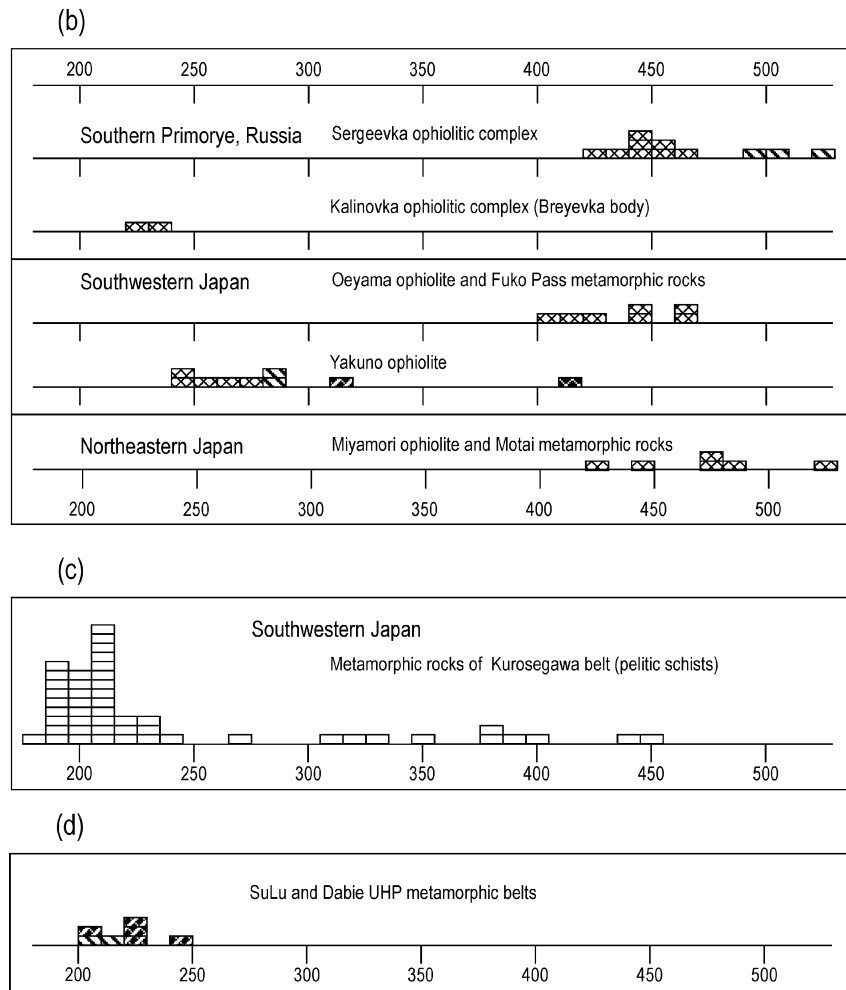 (b)
200 250 300 350 400 450 500
Southern Primorye, Russia Sergeevka ophiolitic complex
Kalinovka ophiolitic complex (Breyevka body)
Southwestern Japan Oeyama ophiolite and Fuko Pass metamorphic rocks
Yakuno ophiolite
Northeastern Japan Miyamori ophiolite and Motai metamorphic rocks
200 250 300 350 400 450 500
(c)
Southwestern Japan
Metamorphic rocks of Kurosegawa belt (pelitic schists)
200 250 300 350 400 450 500
(d)
SuLu and Dabie UHP metamorphic belts
200 250 300 350 400 450 500